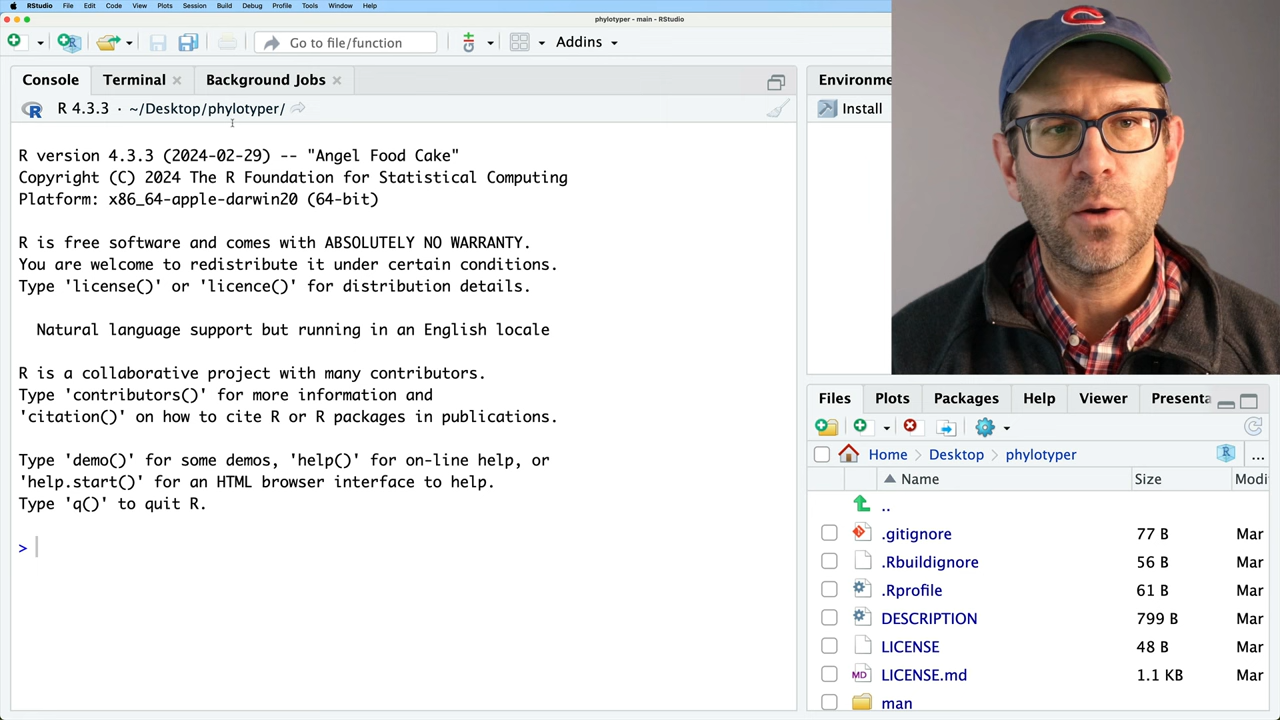 RStudio File Edit Code View Plots Session Build Debug Profile Tools Window Help
phylotyper - main - RStudio
Go to file/function Addins
Console Terminal Background Jobs
R 4.3.3 · ~/Desktop/phylotyper/
R version 4.3.3 (2024-02-29) -- "Angel Food Cake"
Copyright (C) 2024 The R Foundation for Statistical Computing
Platform: x86_64-apple-darwin20 (64-bit)
R is free software and comes with ABSOLUTELY NO WARRANTY.
You are welcome to redistribute it under certain conditions.
Type 'license()' or 'licence()' for distribution details.
Natural language support but running in an English locale
R is a collaborative project with many contributors.
Type 'contributors()' for more information and
'citation()' on how to cite R or R packages in publications.
Type 'demo()' for some demos, 'help()' for on-line help, or
'help.start()' for an HTML browser interface to help.
Type 'q()' to quit R.
>
Environme
Install
C
Files Plots Packages Help Viewer Presenta
Home Desktop phylotyper ...
Name Size Modi
..
.gitignore 77 B Mar
.Rbuildignore 56 B Mar
.Rprofile 61 B Mar
DESCRIPTION 799 B Mar
LICENSE 48 B Mar
LICENSE.md 1.1 KB Mar
man